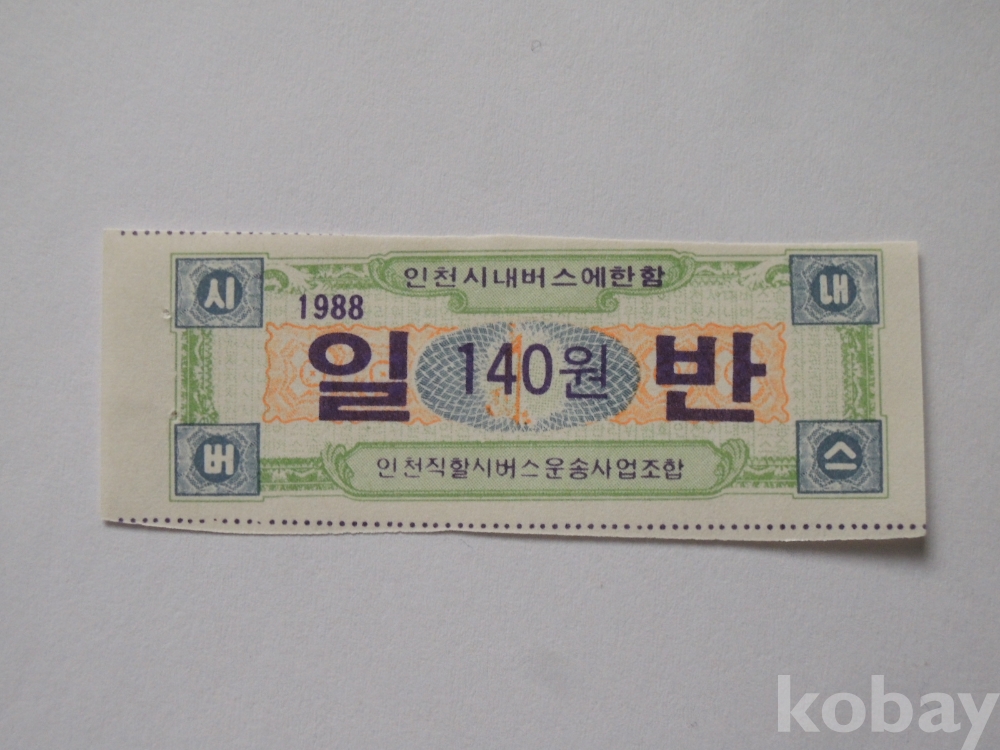 시 내
인천시내버스에한함
1988
일 140원 반
버 스
인천직할시버스운송사업조합
kobay